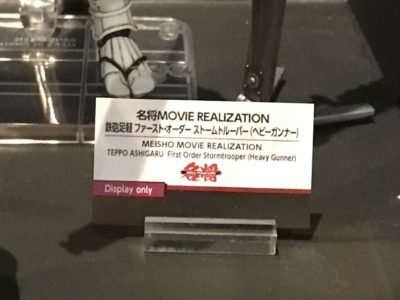 名将MOVIE REALIZATION
鉄砲足軽 ファースト・オーダー ストームトルーパー(ヘビーガンナー)
MEISHO MOVIE REALIZATION
TEPPO ASHIGARU First Order Stormtrooper (Heavy Gunner)
名将
Display only